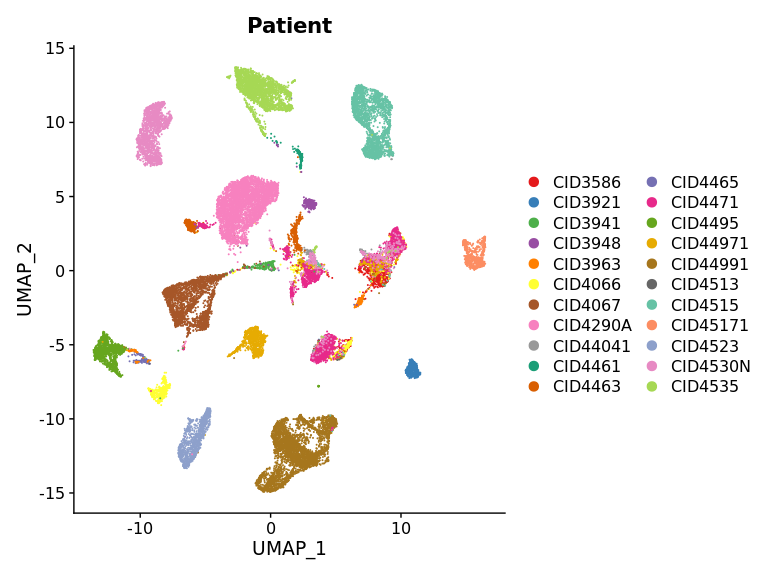 Patient
15
10
5
0
-5
-10
-15
UMAP_2
-10 0 10
UMAP_1
CID3586 CID4465
CID3921 CID4471
CID3941 CID4495
CID3948 CID44971
CID3963 CID44991
CID4066 CID4513
CID4067 CID4515
CID4290A CID45171
CID44041 CID4523
CID4461 CID4530N
CID4463 CID4535